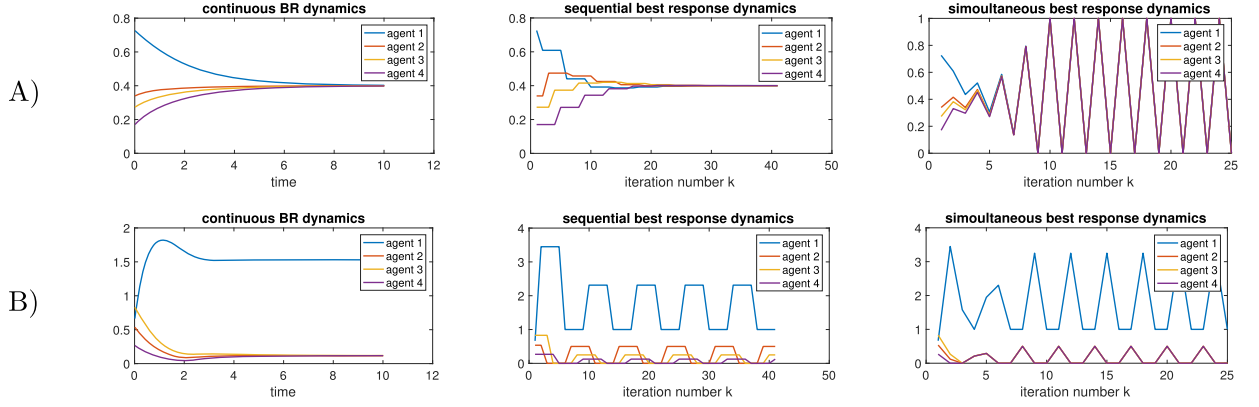 A)
continuous BR dynamics
0.8
0.6
0.4
0.2
0
0 2 4 6 8 10 12
time
agent 1
agent 2
agent 3
agent 4
sequential best response dynamics
0.8
0.6
0.4
0.2
0
0 10 20 30 40 50
iteration number k
agent 1
agent 2
agent 3
agent 4
simoultaneous best response dynamics
1
0.8
0.6
0.4
0.2
0
0 5 10 15 20 25
iteration number k
agent 1
agent 2
agent 3
agent 4
B)
continuous BR dynamics
2
1.5
1
0.5
0
0 2 4 6 8 10 12
time
agent 1
agent 2
agent 3
agent 4
sequential best response dynamics
4
3
2
1
0
0 10 20 30 40 50
iteration number k
agent 1
agent 2
agent 3
agent 4
simoultaneous best response dynamics
4
3
2
1
0
0 5 10 15 20 25
iteration number k
agent 1
agent 2
agent 3
agent 4